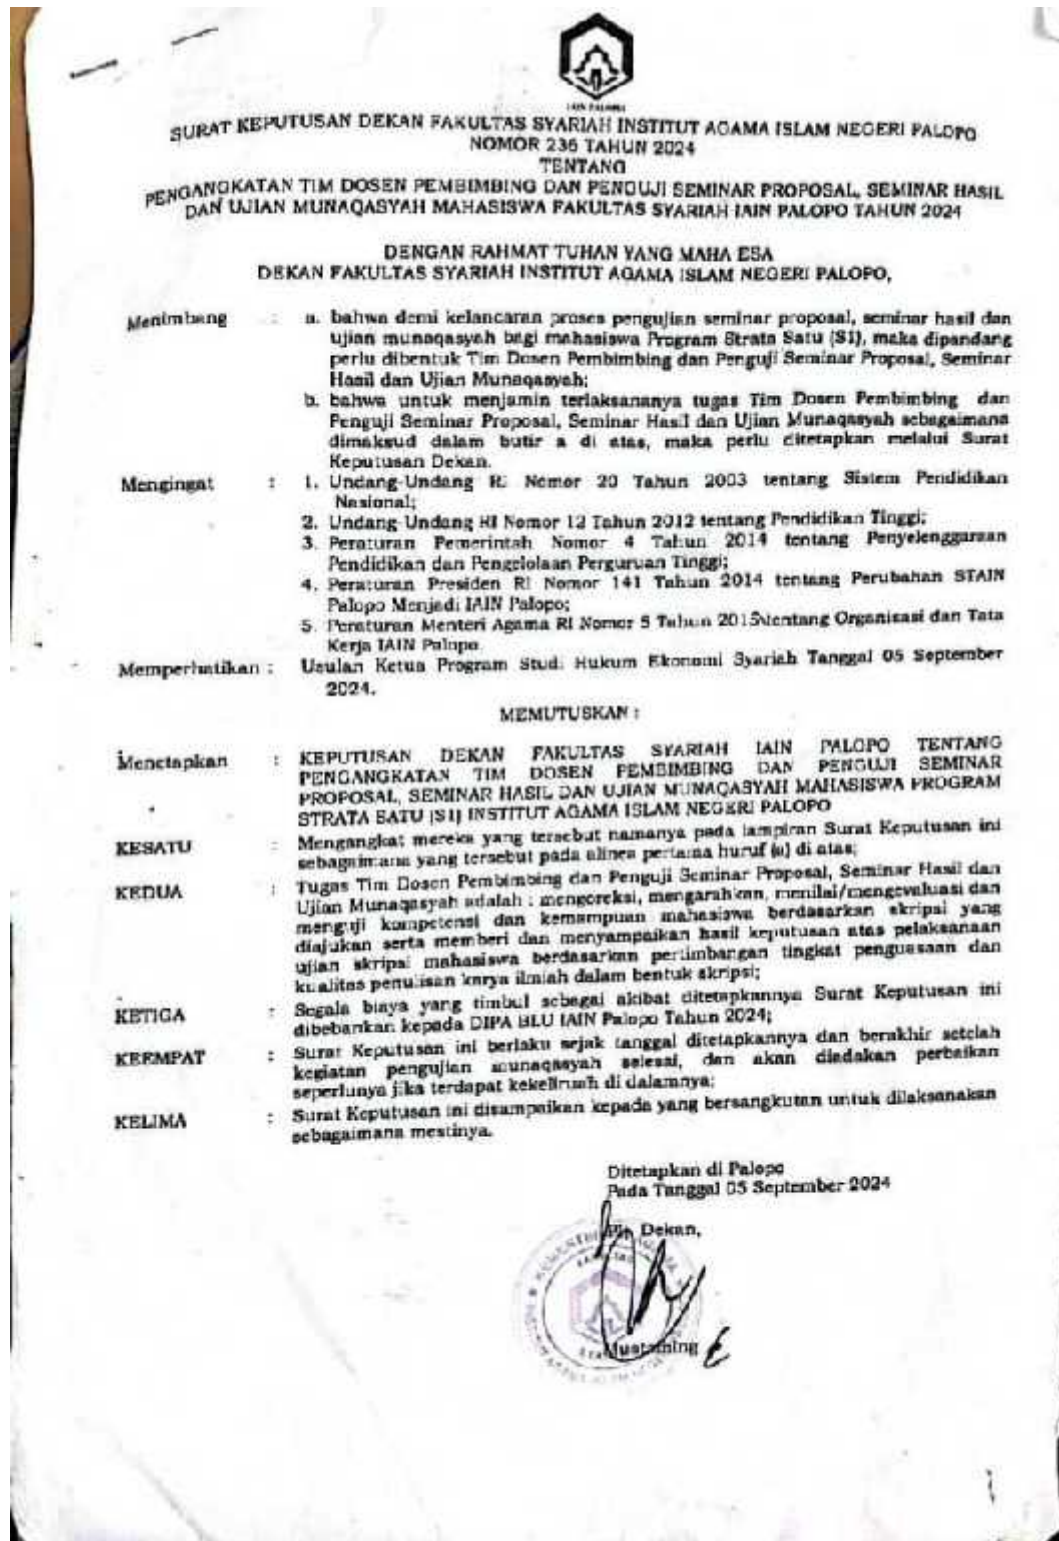 IAIN PALOPO
SURAT KEPUTUSAN DEKAN FAKULTAS SYARIAH INSTITUT AGAMA ISLAM NEGERI PALOPO
NOMOR 236 TAHUN 2024
TENTANG
PENGANGKATAN TIM DOSEN PEMBIMBING DAN PENGUJI SEMINAR PROPOSAL, SEMINAR HASIL
DAN UJIAN MUNAQASYAH MAHASISWA FAKULTAS SYARIAH IAIN PALOPO TAHUN 2024
DENGAN RAHMAT TUHAN YANG MAHA ESA
DEKAN FAKULTAS SYARIAH INSTITUT AGAMA ISLAM NEGERI PALOPO,
Menimbang : a. bahwa demi kelancaran proses pengujian seminar proposal, seminar hasil dan
ujian munaqasyah bagi mahasiswa Program Strata Satu (S1), maka dipandang
perlu dibentuk Tim Dosen Pembimbing dan Penguji Seminar Proposal, Seminar
Hasil dan Ujian Munaqasyah;
b. bahwa untuk menjamin terlaksananya tugas Tim Dosen Pembimbing dan
Penguji Seminar Proposal, Seminar Hasil dan Ujian Munaqasyah sebagaimana
dimaksud dalam butir a di atas, maka perlu ditetapkan melalui Surat
Keputusan Dekan.
Mengingat : 1. Undang-Undang RI Nomor 20 Tahun 2003 tentang Sistem Pendidikan
Nasional;
2. Undang-Undang RI Nomor 12 Tahun 2012 tentang Pendidikan Tinggi;
3. Peraturan Pemerintah Nomor 4 Tahun 2014 tentang Penyelenggaraan
Pendidikan dan Pengelolaan Perguruan Tinggi;
4. Peraturan Presiden RI Nomor 141 Tahun 2014 tentang Perubahan STAIN
Palopo Menjadi IAIN Palopo;
5. Peraturan Menteri Agama RI Nomor 5 Tahun 2015 tentang Organisasi dan Tata
Kerja IAIN Palopo.
Memperhatikan : Usulan Ketua Program Studi Hukum Ekonomi Syariah Tanggal 05 September
2024.
MEMUTUSKAN :
Menetapkan : KEPUTUSAN DEKAN FAKULTAS SYARIAH IAIN PALOPO TENTANG
PENGANGKATAN TIM DOSEN PEMBIMBING DAN PENGUJI SEMINAR
PROPOSAL, SEMINAR HASIL DAN UJIAN MUNAQASYAH MAHASISWA PROGRAM
STRATA SATU (S1) INSTITUT AGAMA ISLAM NEGERI PALOPO
KESATU : Mengangkat mereka yang tersebut namanya pada lampiran Surat Keputusan ini
sebagaimana yang tersebut pada alinea pertama huruf (a) di atas;
KEDUA : Tugas Tim Dosen Pembimbing dan Penguji Seminar Proposal, Seminar Hasil dan
Ujian Munaqasyah adalah : mengoreksi, mengarahkan, menilai/mengevaluasi dan
menguji kompetensi dan kemampuan mahasiswa berdasarkan skripsi yang
diajukan serta memberi dan menyampaikan hasil keputusan atas pelaksanaan
ujian skripsi mahasiswa berdasarkan pertimbangan tingkat penguasaan dan
kualitas penulisan karya ilmiah dalam bentuk skripsi;
KETIGA : Segala biaya yang timbul sebagai akibat ditetapkannya Surat Keputusan ini
dibebankan kepada DIPA BLU IAIN Palopo Tahun 2024;
KEEMPAT : Surat Keputusan ini berlaku sejak tanggal ditetapkannya dan berakhir setelah
kegiatan pengujian munaqasyah selesai, dan akan diadakan perbaikan
seperlunya jika terdapat kekeliruan di dalamnya;
KELIMA : Surat Keputusan ini disampaikan kepada yang bersangkutan untuk dilaksanakan
sebagaimana mestinya.
Ditetapkan di Palopo
Pada Tanggal 05 September 2024
Dekan,
Mustaming